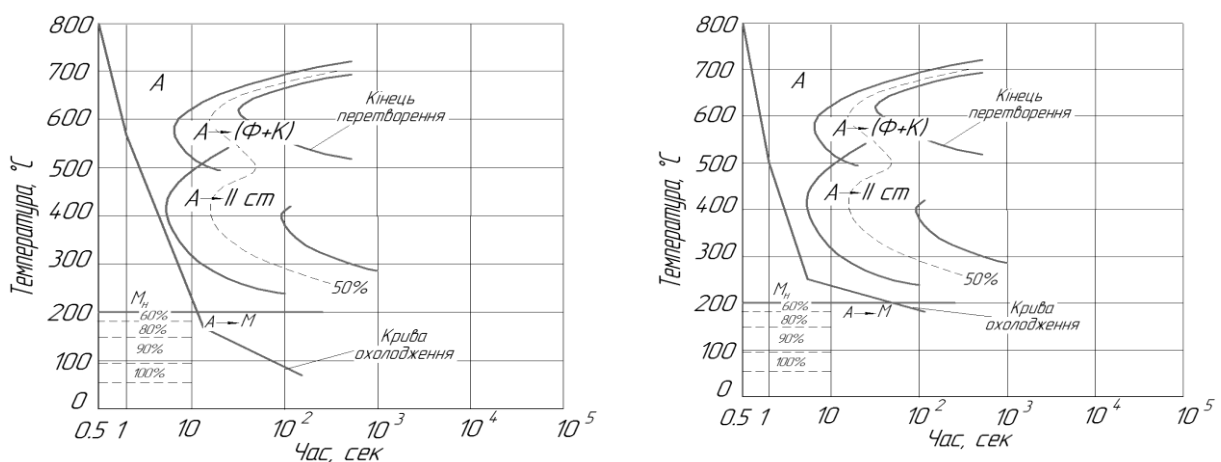 Температура, °С
800
700
600
500
400
300
200
100
0
А
А→(Ф+К)
Кінець
перетворення
А→II ст
50%
Мн
60%
80%
90%
100%
А→М
Крива
охолодження
0.5 1 10 10² 10³ 10⁴ 10⁵
Час, сек
Температура, °С
800
700
600
500
400
300
200
100
0
А
А→(Ф+К)
Кінець
перетворення
А→II ст
50%
Мн
60%
80%
90%
100%
А→М
Крива
охолодження
0.5 1 10 10² 10³ 10⁴ 10⁵
Час, сек